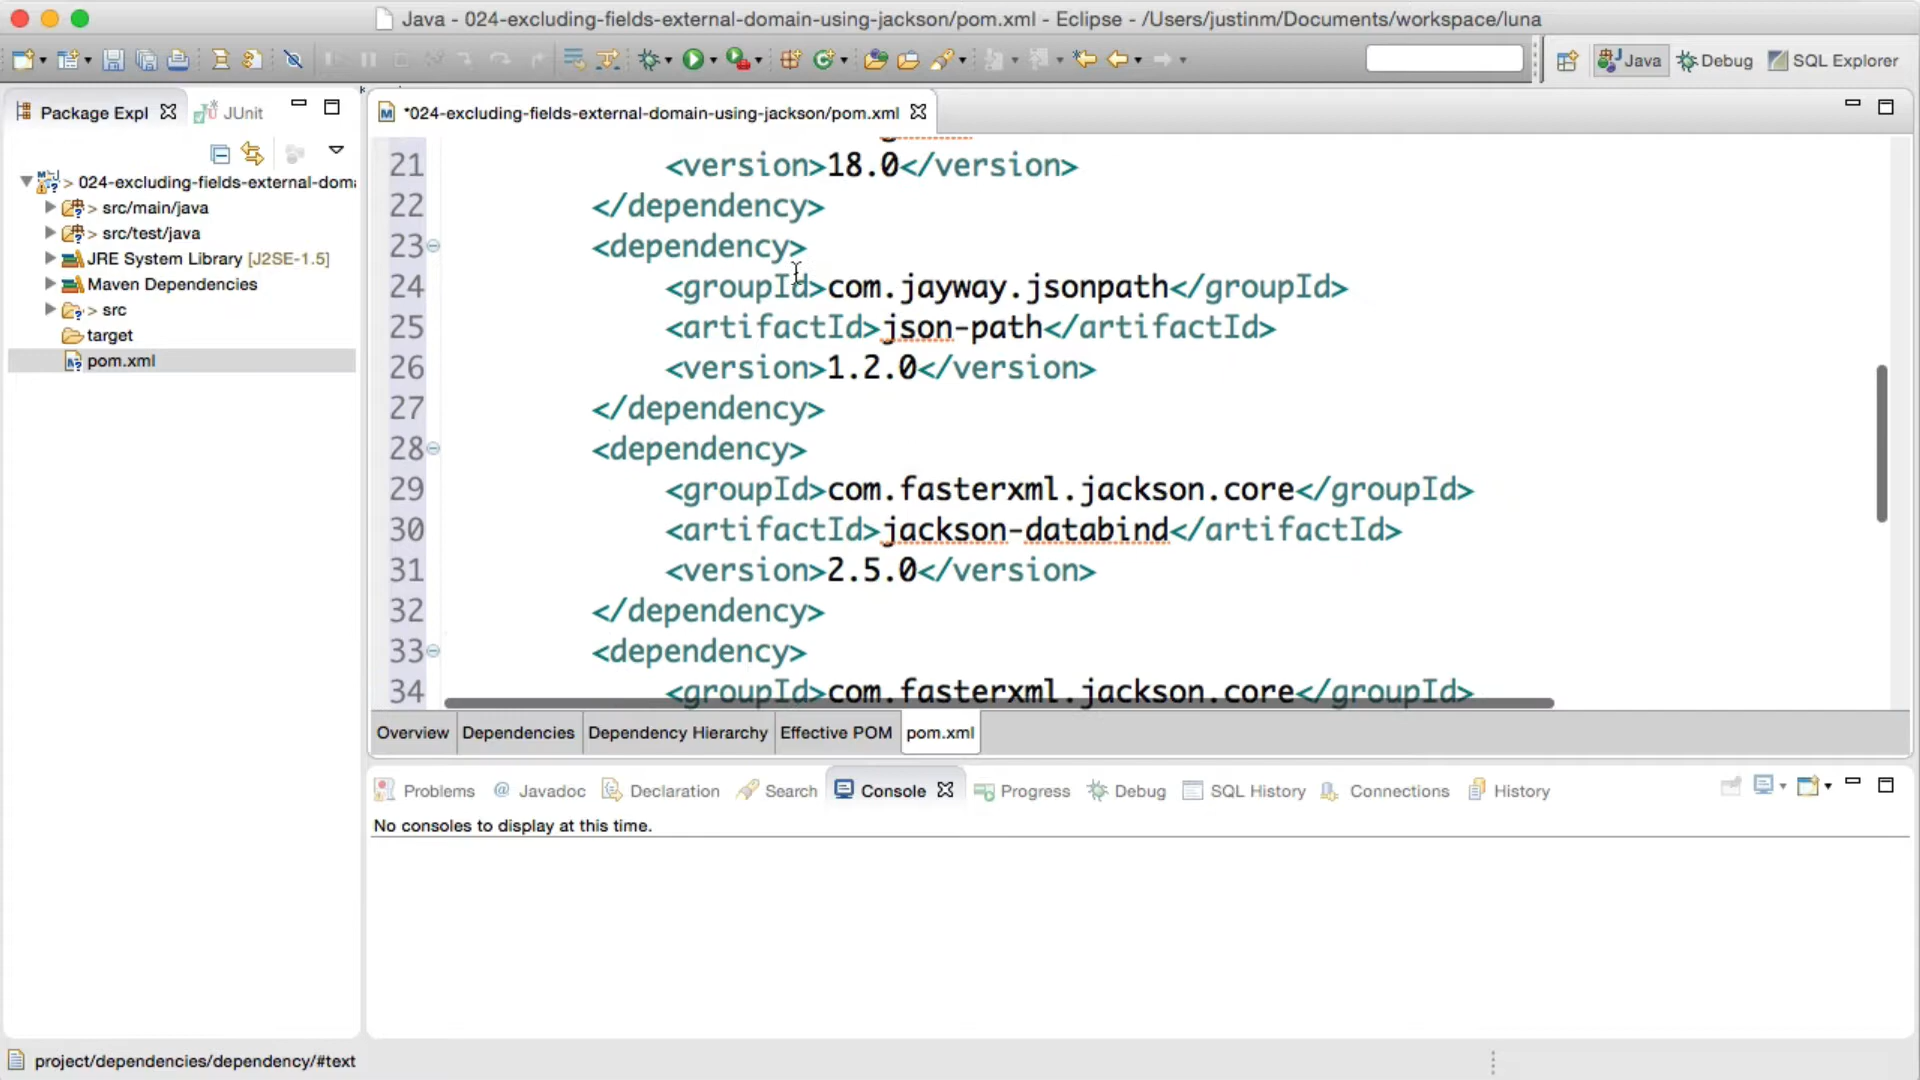 Java - 024-excluding-fields-external-domain-using-jackson/pom.xml - Eclipse - /Users/justinm/Documents/workspace/luna
Java
Debug
SQL Explorer
Package Expl
JUnit
*024-excluding-fields-external-domain-using-jackson/pom.xml
> 024-excluding-fields-external-dom
> src/main/java
> src/test/java
JRE System Library [J2SE-1.5]
Maven Dependencies
> src
target
pom.xml
21 <version>18.0</version>
22 </dependency>
23 <dependency>
24 <groupId>com.jayway.jsonpath</groupId>
25 <artifactId>json-path</artifactId>
26 <version>1.2.0</version>
27 </dependency>
28 <dependency>
29 <groupId>com.fasterxml.jackson.core</groupId>
30 <artifactId>jackson-databind</artifactId>
31 <version>2.5.0</version>
32 </dependency>
33 <dependency>
34 <groupId>com.fasterxml.jackson.core</groupId>
Overview Dependencies Dependency Hierarchy Effective POM pom.xml
Problems @ Javadoc Declaration Search Console Progress Debug SQL History Connections History
No consoles to display at this time.
project/dependencies/dependency/#text